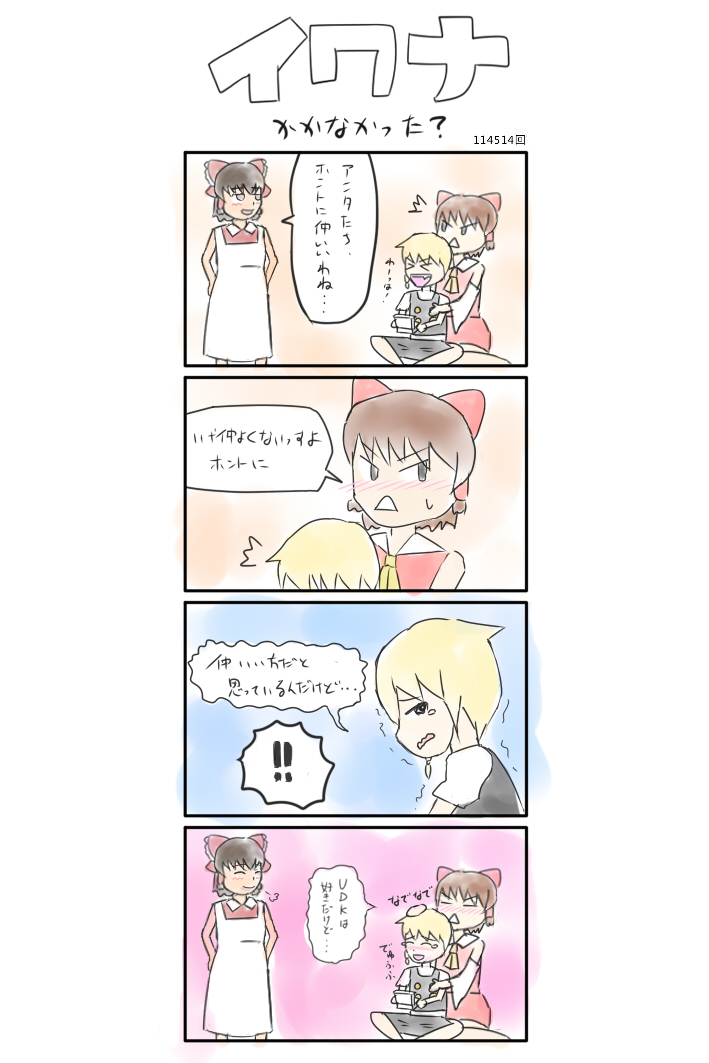 イワナ
かかなかった？
114514回
アンタたち、
ホントに仲いいわね…
わーっほ！
いや仲よくないっすよ
ホントに
仲いい方だと
思っているんだけど…
!!
UDKは
好きだけど…
なでなで
でゅふふ